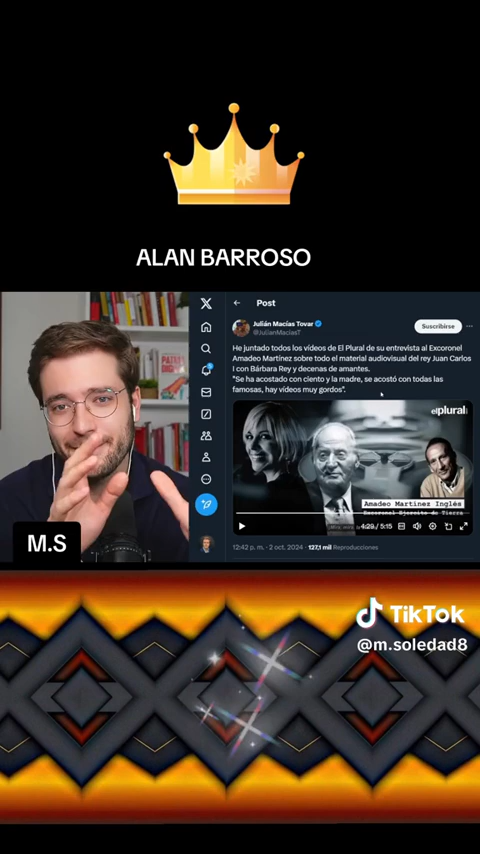 ALAN BARROSO
Post
Julián Macías Tovar
@JulianMaciasT
Suscribirse
He juntado todos los vídeos de El Plural de su entrevista al Excoronel
Amadeo Martínez sobre todo el material audiovisual del rey Juan Carlos
I con Bárbara Rey y decenas de amantes.
"Se ha acostado con ciento y la madre, se acostó con todas las
famosas, hay vídeos muy gordos".
elplural
Amadeo Martínez Inglés
Excoronel Ejército de Tierra
4:29 / 5:15
12:42 p. m. · 2 oct. 2024 · 127,1 mil Reproducciones
M.S
TikTok
@m.soledad8